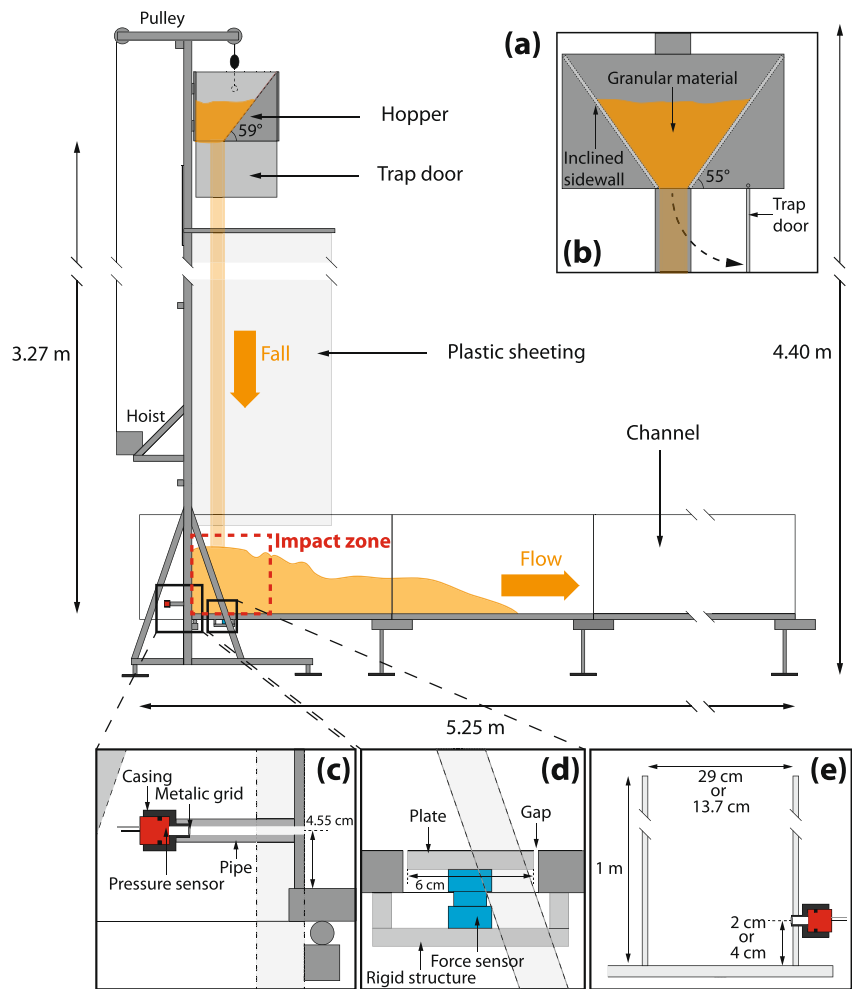 Pulley
(a)
Granular material
Hopper
59°
Inclined
sidewall
55°
Trap door
Trap
door
(b)
3.27 m
Fall
Plastic sheeting
4.40 m
Hoist
Channel
Impact zone
Flow
5.25 m
(c)
Casing
Metalic grid
4.55 cm
Pipe
Pressure sensor
(d)
Plate
Gap
6 cm
Force sensor
Rigid structure
(e)
29 cm
or
13.7 cm
1 m
2 cm
or
4 cm